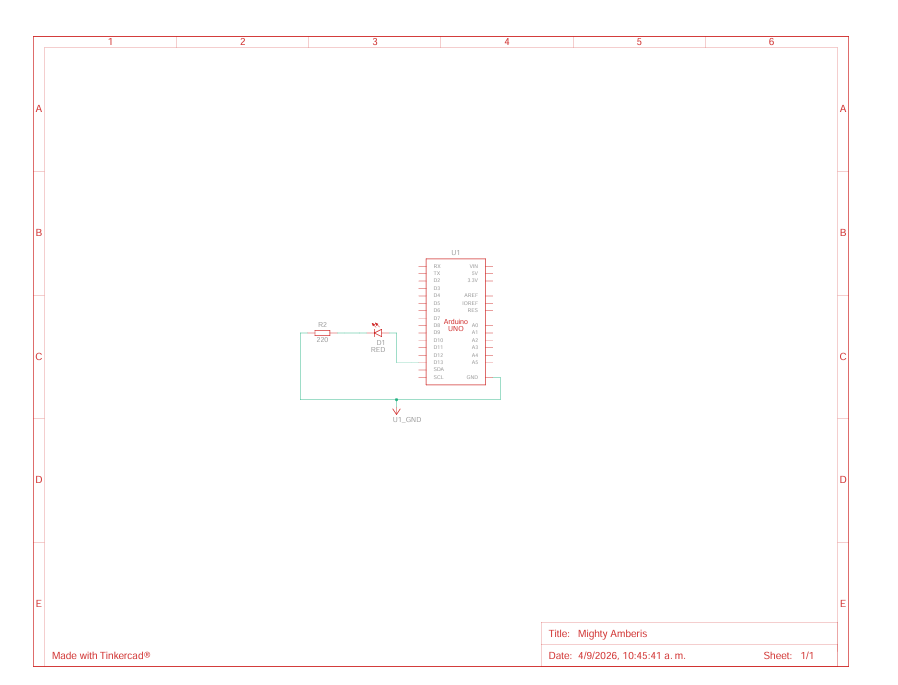 1 2 3 4 5 6
A A
B B
U1
RX VIN
TX 5V
D2 3.3V
D3
D4 AREF
D5 IOREF
D6 RES
D7
Arduino
UNO
D8 A0
D9 A1
D10 A2
D11 A3
D12 A4
D13 A5
SDA
SCL GND
R2
220
D1
RED
C C
U1_GND
D D
E E
Title: Mighty Amberis
Made with Tinkercad® Date: 4/9/2026, 10:45:41 a. m. Sheet: 1/1